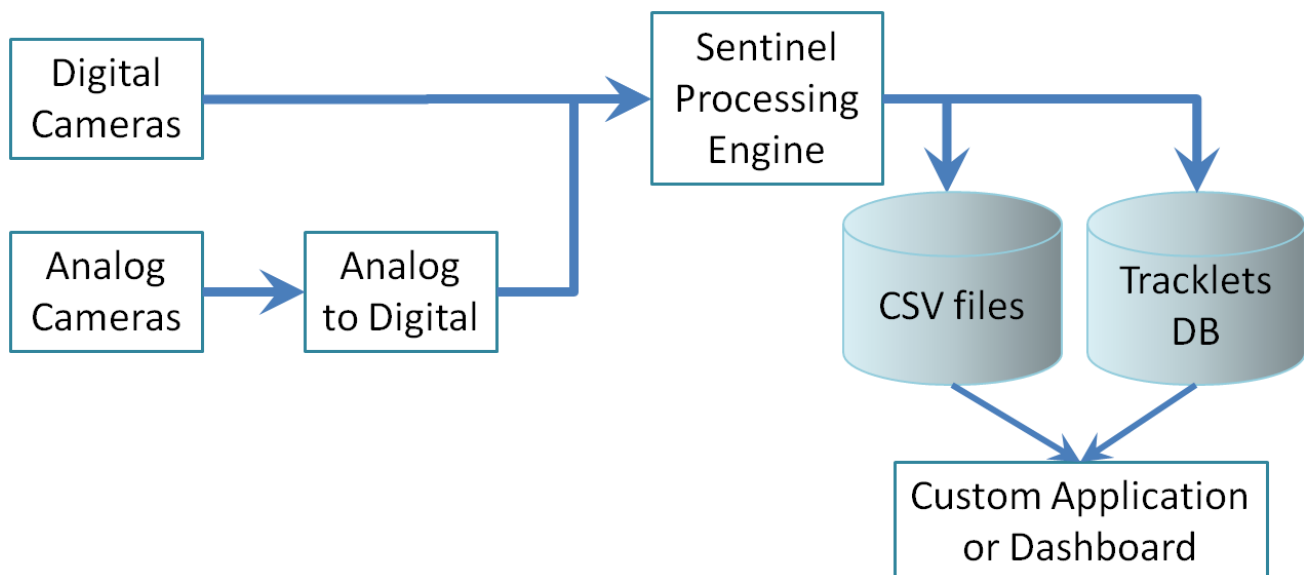 Digital
Cameras
Sentinel
Processing
Engine
Analog
Cameras
Analog
to Digital
CSV files
Tracklets
DB
Custom Application
or Dashboard